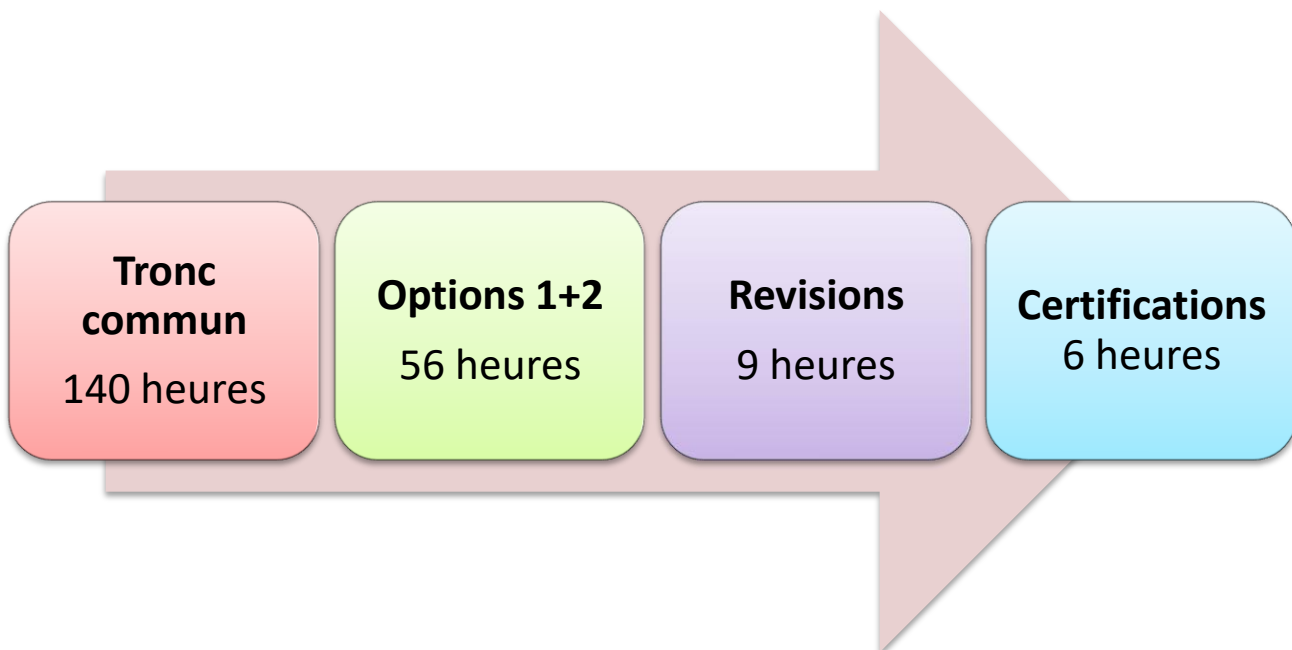 Tronc
commun
140 heures
Options 1+2
56 heures
Revisions
9 heures
Certifications
6 heures